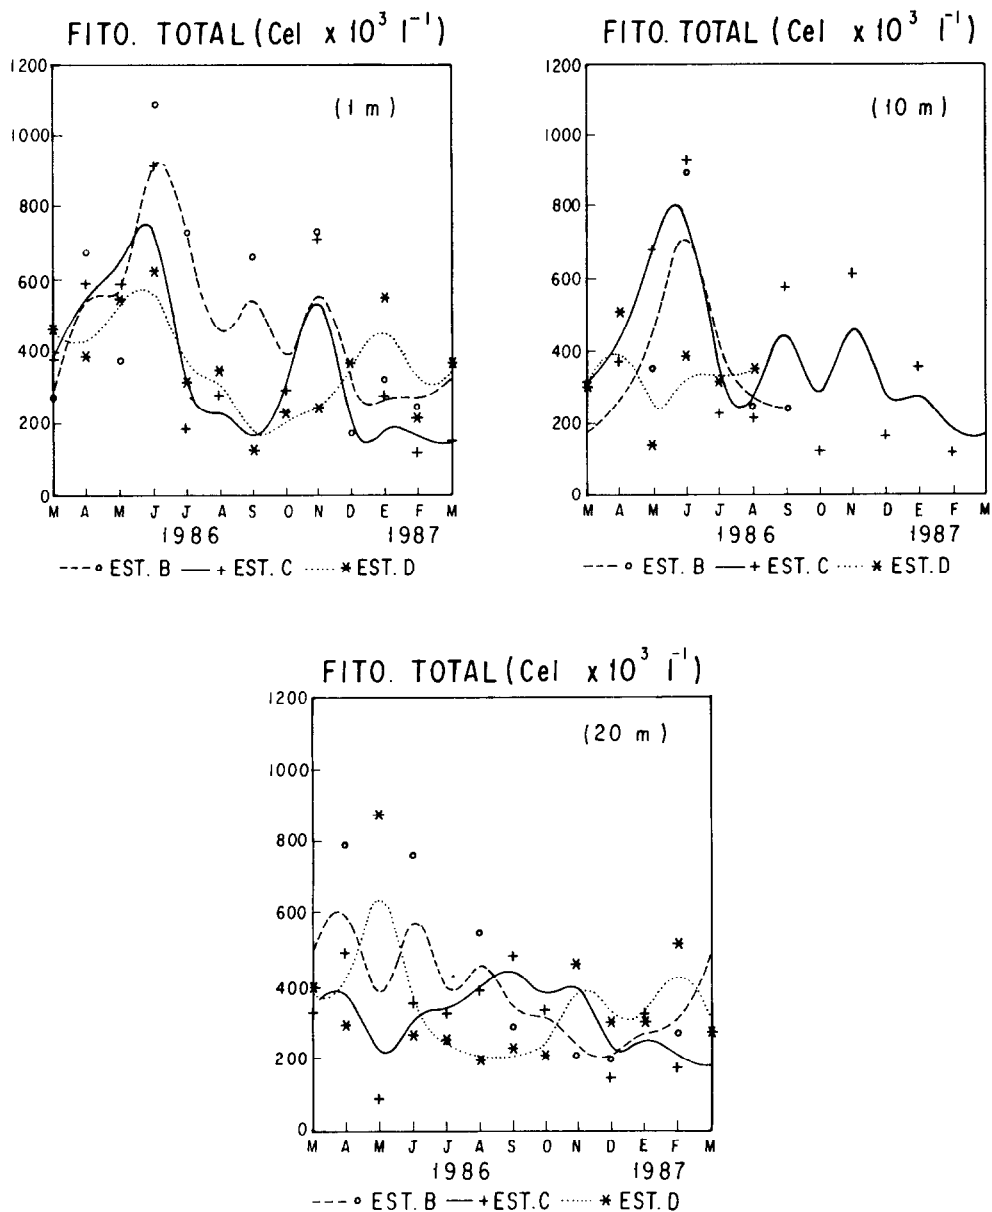 FITO. TOTAL (Cel x 10³ l⁻¹)
1200
(1 m)
1000
800
600
400
200
0
M A M J J A S O N D E F M
1986 1987
EST. B EST. C EST. D
FITO. TOTAL (Cel x 10³ l⁻¹)
1200
(10 m)
1000
800
600
400
200
0
M A M J J A S O N D E F M
1986 1987
EST. B EST. C EST. D
FITO. TOTAL (Cel x 10³ l⁻¹)
1200
(20 m)
1000
800
600
400
200
0
M A M J J A S O N D E F M
1986 1987
EST. B EST. C EST. D